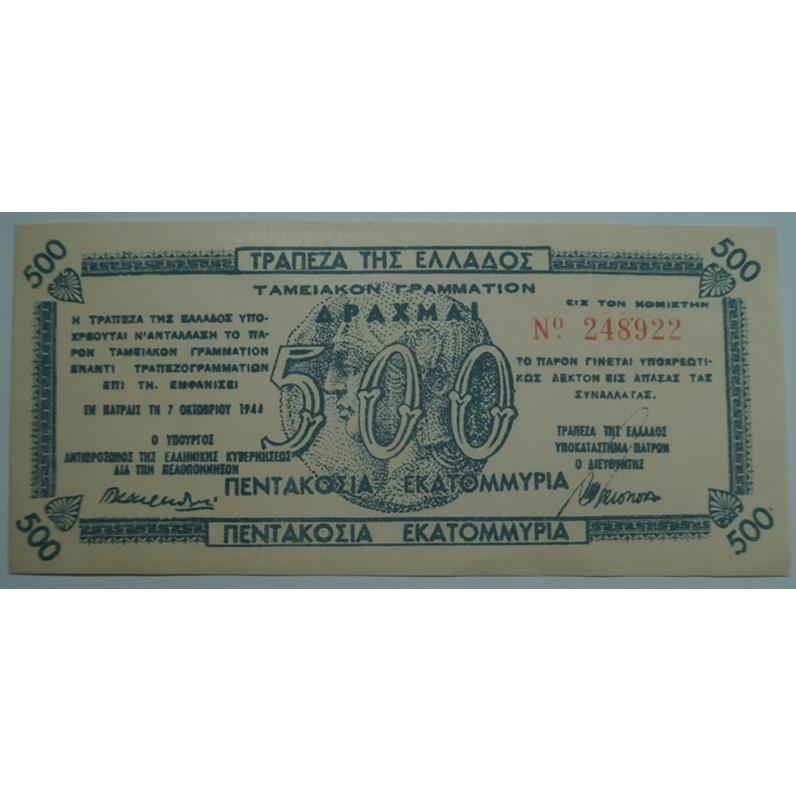 500
500
ΤΡΑΠΕΖΑ ΤΗΣ ΕΛΛΑΔΟΣ
ΤΑΜΕΙΑΚΟΝ ΓΡΑΜΜΑΤΙΟΝ
ΔΡΑΧΜΑΙ
Η ΤΡΑΠΕΖΑ ΤΗΣ ΕΛΛΑΔΟΣ ΥΠΟ-
ΧΡΕΟΥΤΑΙ Ν'ΑΝΤΑΛΛΑΞΗ ΤΟ ΠΑ-
ΡΟΝ ΤΑΜΕΙΑΚΟΝ ΓΡΑΜΜΑΤΙΟΝ
ΕΝΑΝΤΙ ΤΡΑΠΕΖΟΓΡΑΜΜΑΤΙΩΝ
ΕΠΙ ΤΗ. ΕΜΦΑΝΙΣΕΙ
ΕΝ ΠΑΤΡΑΙΣ ΤΗ 7 ΟΚΤΩΒΡΙΟΥ 1944
Ο ΥΠΟΥΡΓΟΣ
ΑΝΤΙΠΡΟΣΩΠΟΣ ΤΗΣ ΕΛΛΗΝΙΚΗΣ ΚΥΒΕΡΝΗΣΕΩΣ
ΔΙΑ ΤΗΝ ΠΕΛΟΠΟΝΝΗΣΟΝ
500
ΕΙΣ ΤΟΝ ΚΟΜΙΣΤΗΝ
Nº 248922
ΤΟ ΠΑΡΟΝ ΓΙΝΕΤΑΙ ΥΠΟΧΡΕΩΤΙ-
ΚΩΣ ΔΕΚΤΟΝ ΕΙΣ ΑΠΑΣΑΣ ΤΑΣ
ΣΥΝΑΛΛΑΓΑΣ.
ΤΡΑΠΕΖΑ ΤΗΣ ΕΛΛΑΔΟΣ
ΥΠΟΚΑΤΑΣΤΗΜΑ ΠΑΤΡΩΝ
Ο ΔΙΕΥΘΥΝΤΗΣ
ΠΕΝΤΑΚΟΣΙΑ ΕΚΑΤΟΜΜΥΡΙΑ
ΠΕΝΤΑΚΟΣΙΑ ΕΚΑΤΟΜΜΥΡΙΑ
500
500